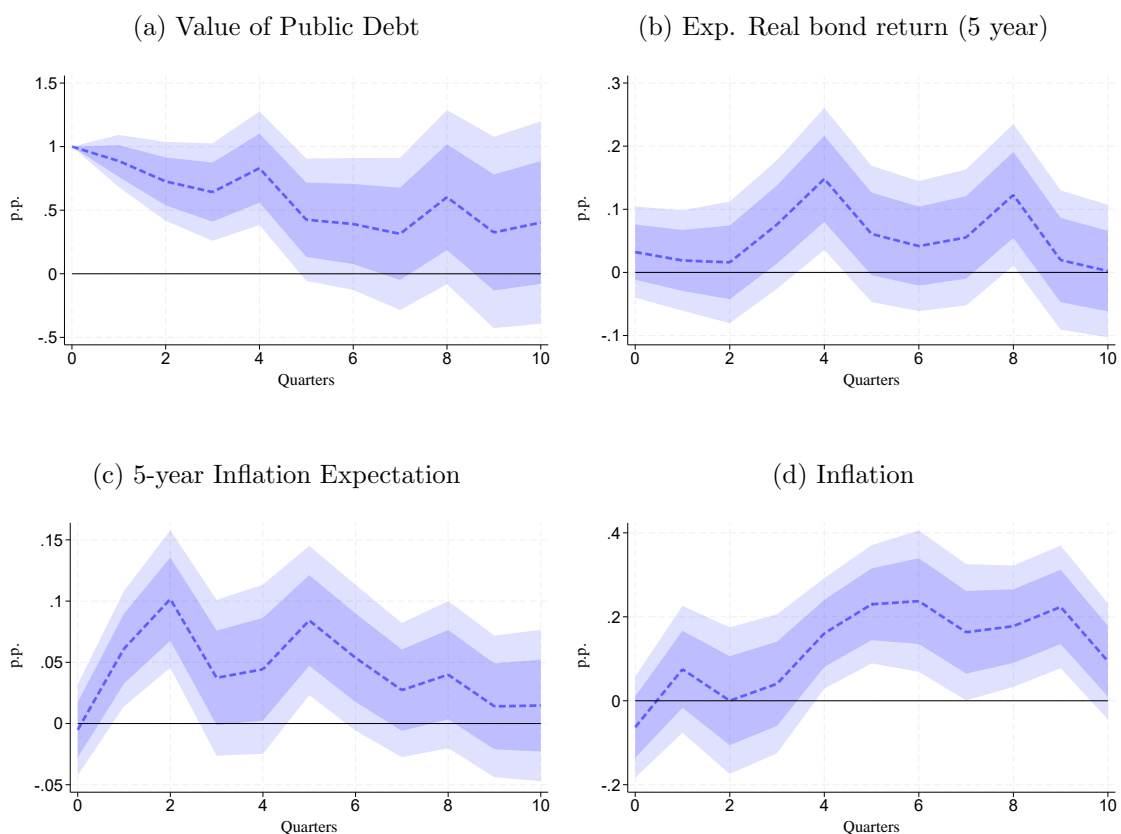 (a) Value of Public Debt
1.5
1
.5
0
-.5
p.p.
0 2 4 6 8 10
Quarters
(b) Exp. Real bond return (5 year)
.3
.2
.1
0
-.1
p.p.
0 2 4 6 8 10
Quarters
(c) 5-year Inflation Expectation
.15
.1
.05
0
-.05
p.p.
0 2 4 6 8 10
Quarters
(d) Inflation
.4
.2
0
-.2
p.p.
0 2 4 6 8 10
Quarters